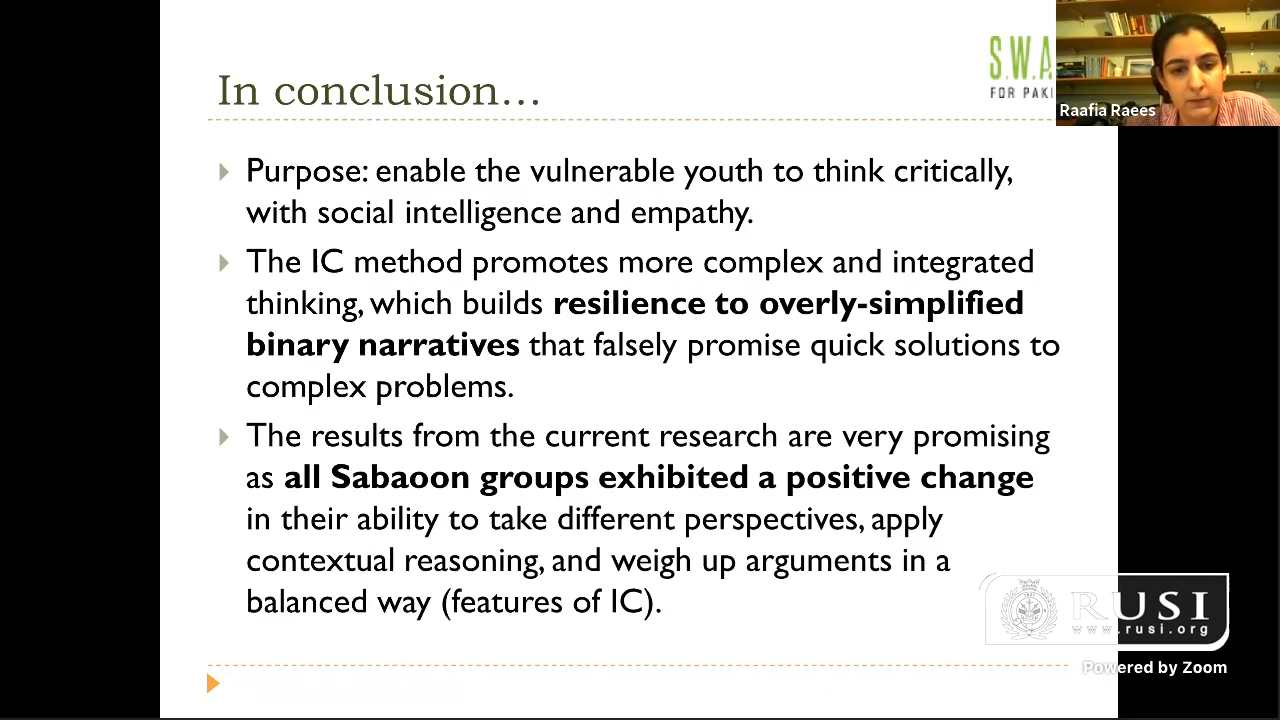 In conclusion...
S.W.A
FOR PAKI
Raafia Raees
Purpose: enable the vulnerable youth to think critically,
with social intelligence and empathy.
The IC method promotes more complex and integrated
thinking, which builds resilience to overly-simplified
binary narratives that falsely promise quick solutions to
complex problems.
The results from the current research are very promising
as all Sabaoon groups exhibited a positive change
in their ability to take different perspectives, apply
contextual reasoning, and weigh up arguments in a
balanced way (features of IC).
RUSI
www.rusi.org
Powered by Zoom